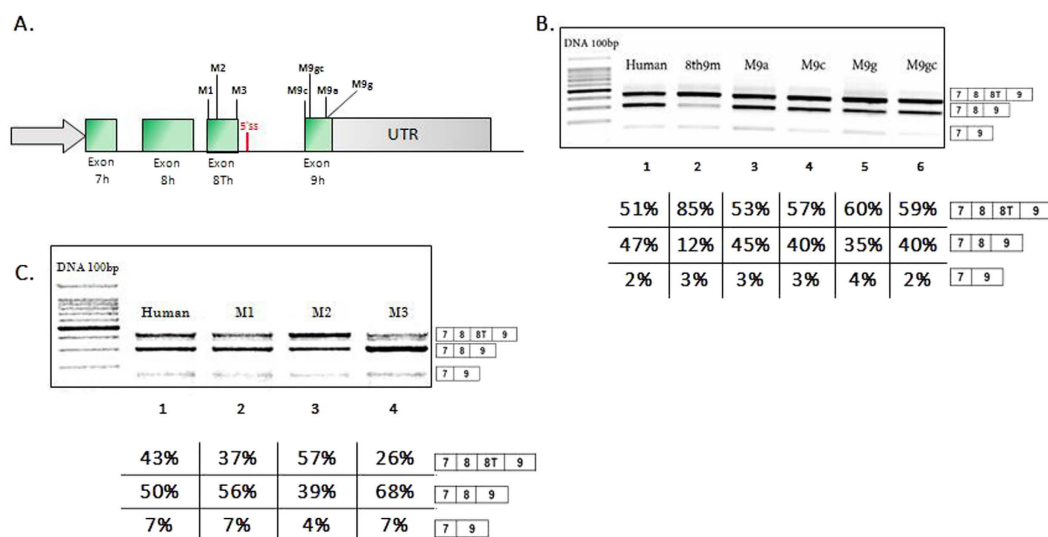 A.
M1
M2
M3
5'ss
M9c
M9gc
M9a
M9g
UTR
Exon 7h
Exon 8h
Exon 8Th
Exon 9h
B.
DNA 100bp
Human 8th9m M9a M9c M9g M9gc
7 8 8T 9
7 8 9
7 9
1 2 3 4 5 6
51% 85% 53% 57% 60% 59% 7 8 8T 9
47% 12% 45% 40% 35% 40% 7 8 9
2% 3% 3% 3% 4% 2% 7 9
C.
DNA 100bp
Human M1 M2 M3
7 8 8T 9
7 8 9
7 9
1 2 3 4
43% 37% 57% 26% 7 8 8T 9
50% 56% 39% 68% 7 8 9
7% 7% 4% 7% 7 9